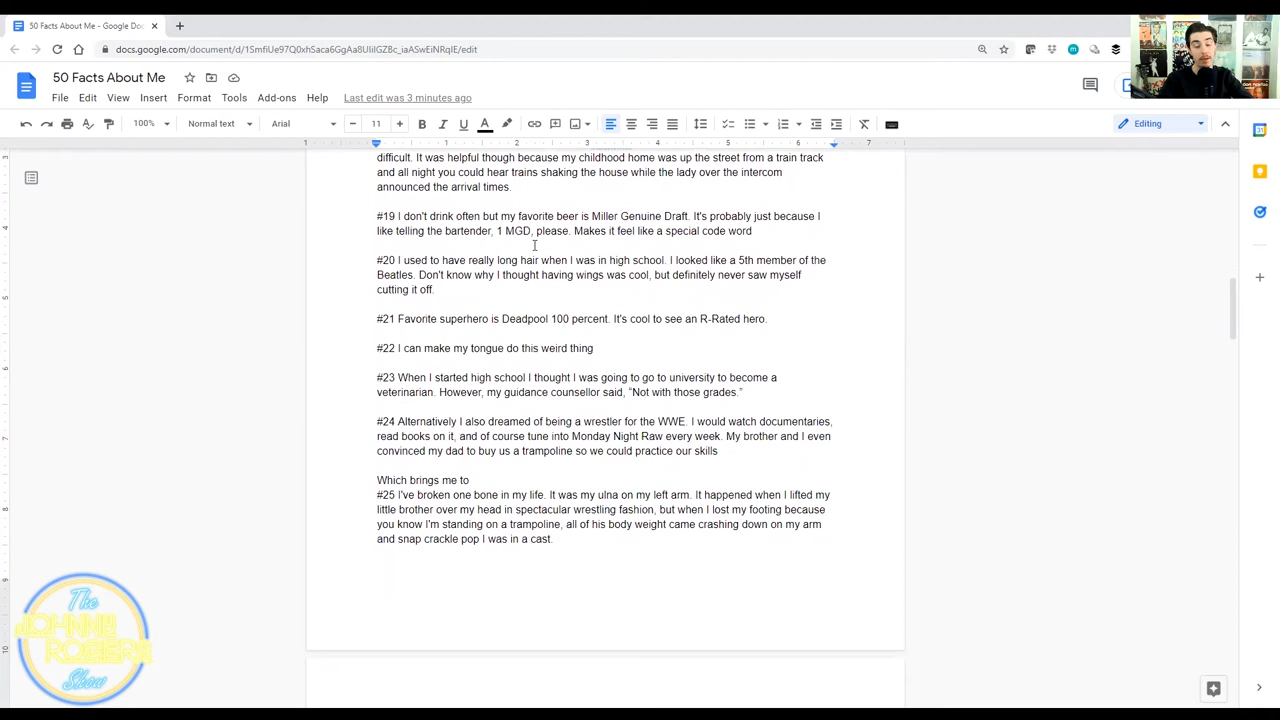 50 Facts About Me - Google Doc
docs.google.com/document/d/1SmfiUe97Q0xhSaca6GgAa8UIiIGZBc_iaASwEiNRqIE/edit
50 Facts About Me
File Edit View Insert Format Tools Add-ons Help Last edit was 3 minutes ago
100% Normal text Arial 11 Editing
1 1 2 3 4 5 6 7
difficult. It was helpful though because my childhood home was up the street from a train track
and all night you could hear trains shaking the house while the lady over the intercom
announced the arrival times.
#19 I don't drink often but my favorite beer is Miller Genuine Draft. It's probably just because I
like telling the bartender, 1 MGD, please. Makes it feel like a special code word
#20 I used to have really long hair when I was in high school. I looked like a 5th member of the
Beatles. Don't know why I thought having wings was cool, but definitely never saw myself
cutting it off.
#21 Favorite superhero is Deadpool 100 percent. It's cool to see an R-Rated hero.
#22 I can make my tongue do this weird thing
#23 When I started high school I thought I was going to go to university to become a
veterinarian. However, my guidance counsellor said, “Not with those grades.”
#24 Alternatively I also dreamed of being a wrestler for the WWE. I would watch documentaries,
read books on it, and of course tune into Monday Night Raw every week. My brother and I even
convinced my dad to buy us a trampoline so we could practice our skills
Which brings me to
#25 I've broken one bone in my life. It was my ulna on my left arm. It happened when I lifted my
little brother over my head in spectacular wrestling fashion, but when I lost my footing because
you know I'm standing on a trampoline, all of his body weight came crashing down on my arm
and snap crackle pop I was in a cast.
The
Show